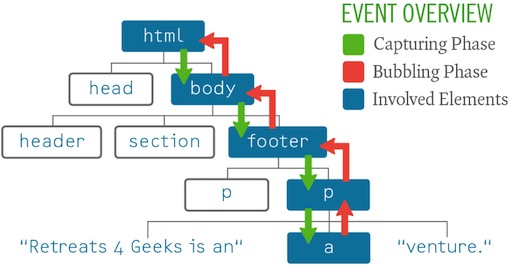 EVENT OVERVIEW
Capturing Phase
Bubbling Phase
Involved Elements
html
head
body
header
section
footer
p
p
“Retreats 4 Geeks is an“
a
“venture.“